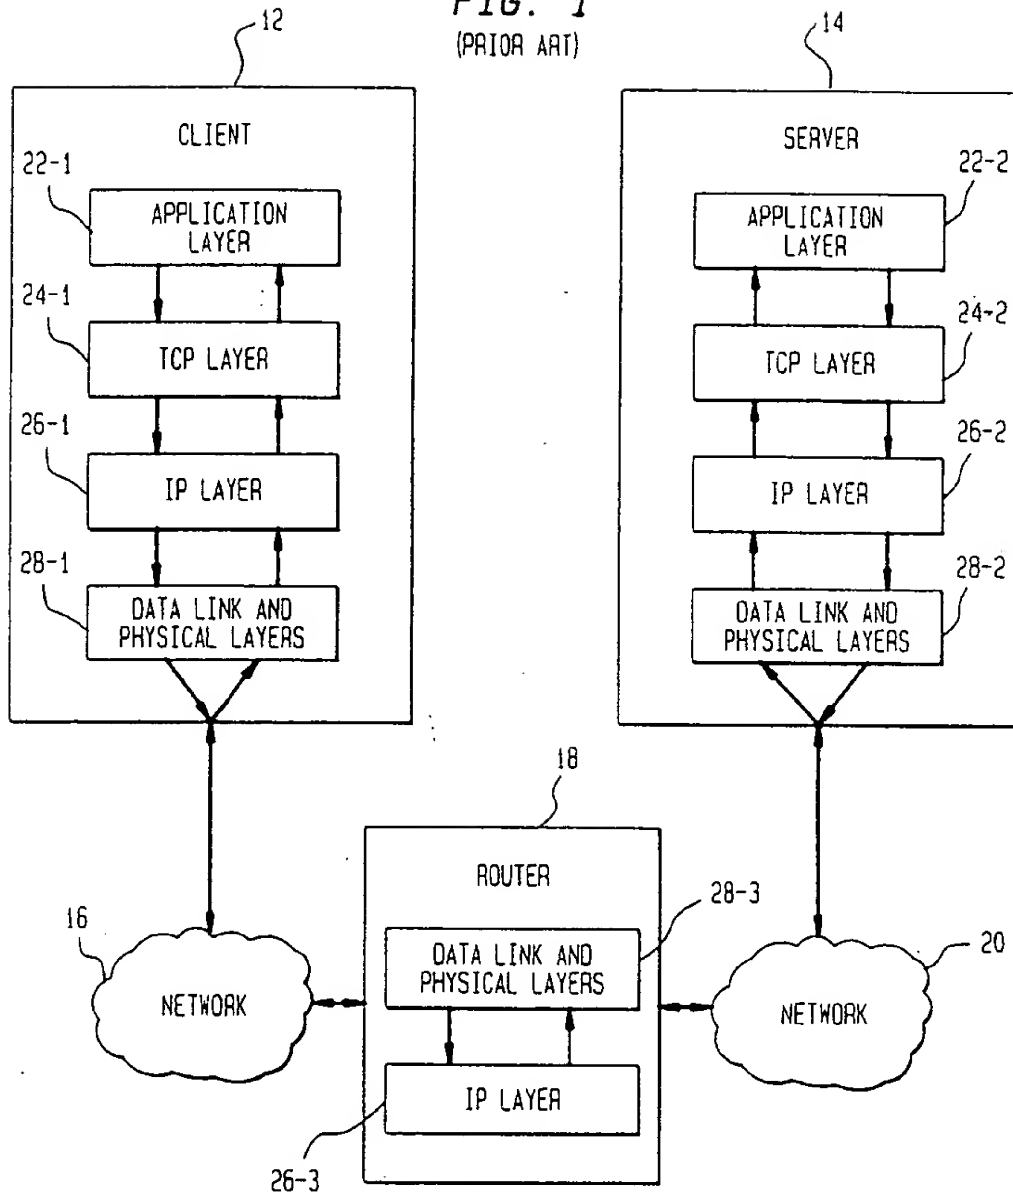 FIG. 1
(PRIOR ART)
12
14
CLIENT
SERVER
22-1
APPLICATION
LAYER
22-2
APPLICATION
LAYER
24-1
TCP LAYER
24-2
TCP LAYER
26-1
IP LAYER
26-2
IP LAYER
28-1
DATA LINK AND
PHYSICAL LAYERS
28-2
DATA LINK AND
PHYSICAL LAYERS
18
ROUTER
16
NETWORK
28-3
DATA LINK AND
PHYSICAL LAYERS
20
NETWORK
IP LAYER
26-3